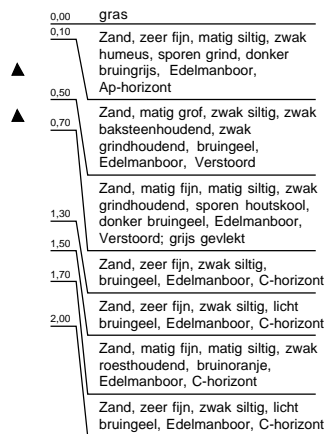 0,00 gras
0,10 Zand, zeer fijn, matig siltig, zwak
humeus, sporen grind, donker
bruingrijs, Edelmanboor,
Ap-horizont
0,50 Zand, matig grof, zwak siltig, zwak
baksteenhoudend, zwak
0,70 grindhoudend, bruingeel,
Edelmanboor, Verstoord
Zand, matig fijn, matig siltig, zwak
grindhoudend, sporen houtskool,
donker bruingeel, Edelmanboor,
1,30 Verstoord; grijs gevlekt
1,50 Zand, zeer fijn, zwak siltig,
bruingeel, Edelmanboor, C-horizont
1,70 Zand, zeer fijn, zwak siltig, licht
bruingeel, Edelmanboor, C-horizont
2,00 Zand, matig fijn, matig siltig, zwak
roesthoudend, bruinoranje,
Edelmanboor, C-horizont
Zand, zeer fijn, zwak siltig, licht
bruingeel, Edelmanboor, C-horizont